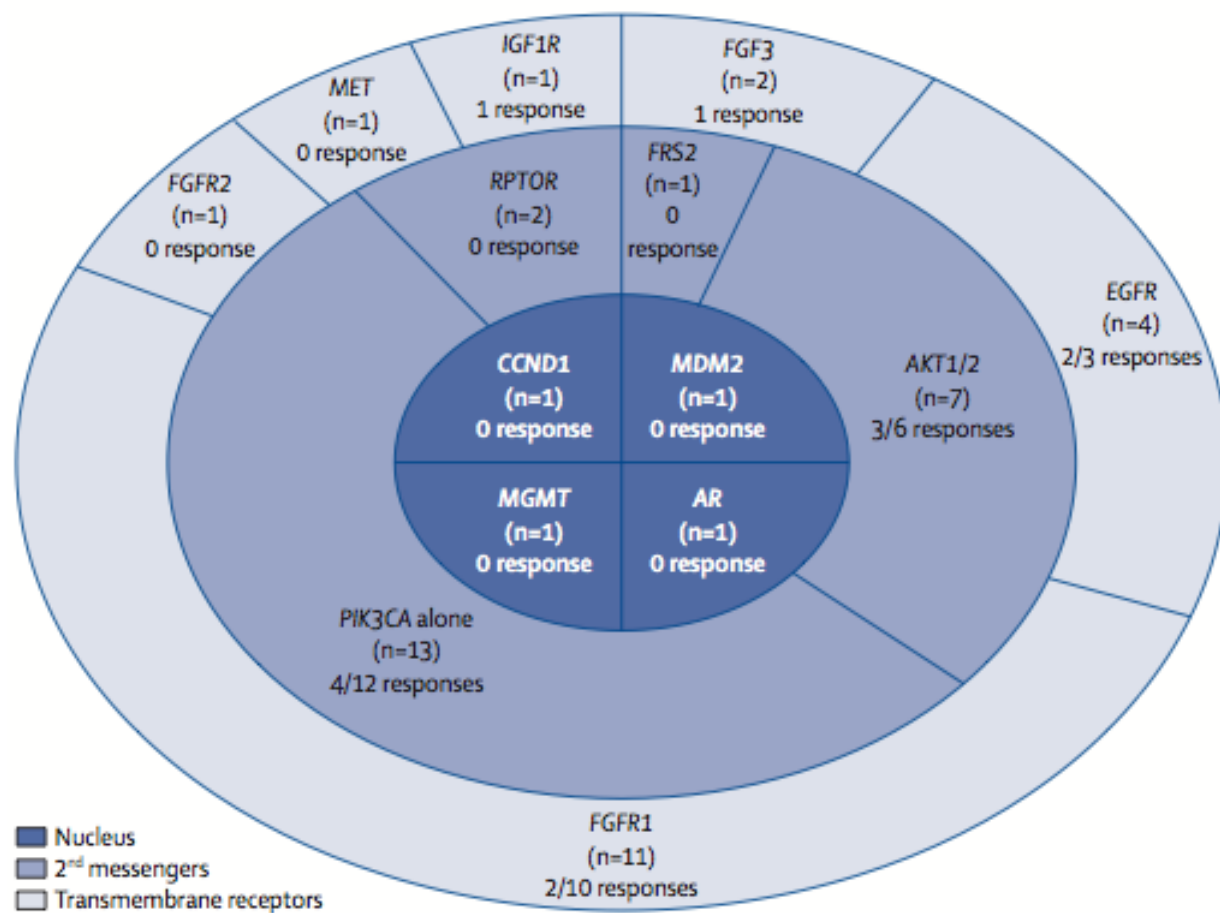 IGF1R
(n=1)
1 response
FGF3
(n=2)
1 response
MET
(n=1)
0 response
FGFR2
(n=1)
0 response
RPTOR
(n=2)
0 response
FRS2
(n=1)
0
response
EGFR
(n=4)
2/3 responses
AKT1/2
(n=7)
3/6 responses
CCND1
(n=1)
0 response
MDM2
(n=1)
0 response
MGMT
(n=1)
0 response
AR
(n=1)
0 response
PIK3CA alone
(n=13)
4/12 responses
FGFR1
(n=11)
2/10 responses
Nucleus
2nd messengers
Transmembrane receptors